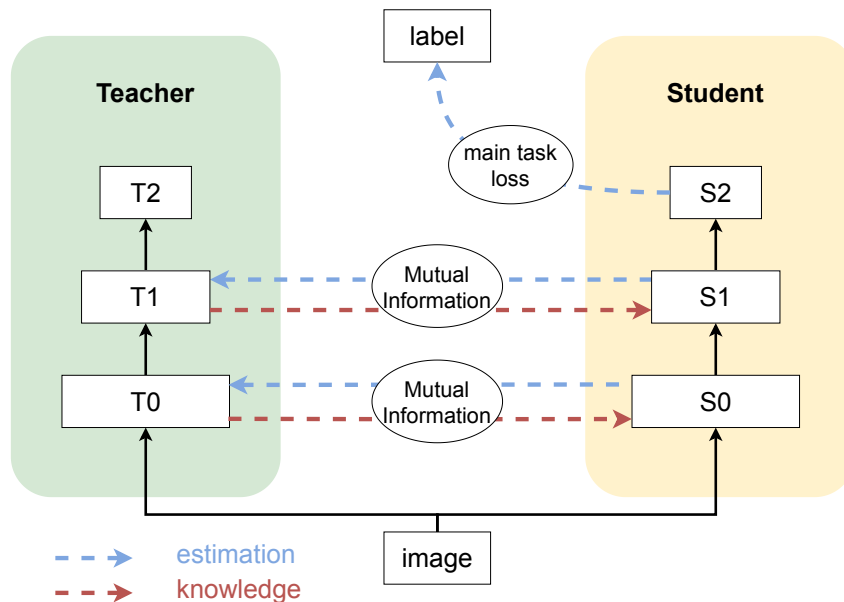 label
Teacher
Student
main task
loss
T2
S2
Mutual
Information
T1
S1
Mutual
Information
T0
S0
image
estimation
knowledge